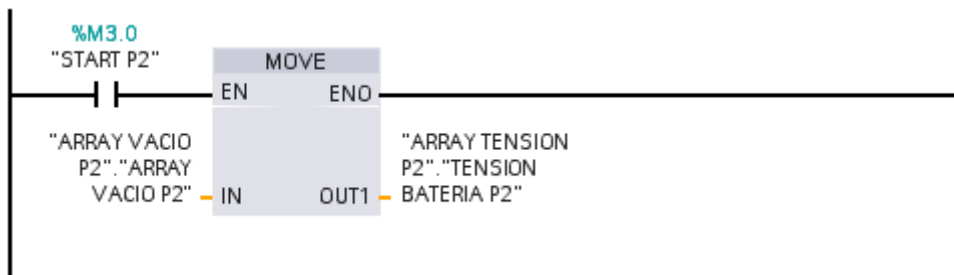 %M3.0
"START P2"
MOVE
EN ENO
"ARRAY VACIO
P2"."ARRAY
VACIO P2"
IN OUT1
"ARRAY TENSION
P2"."TENSION
BATERIA P2"